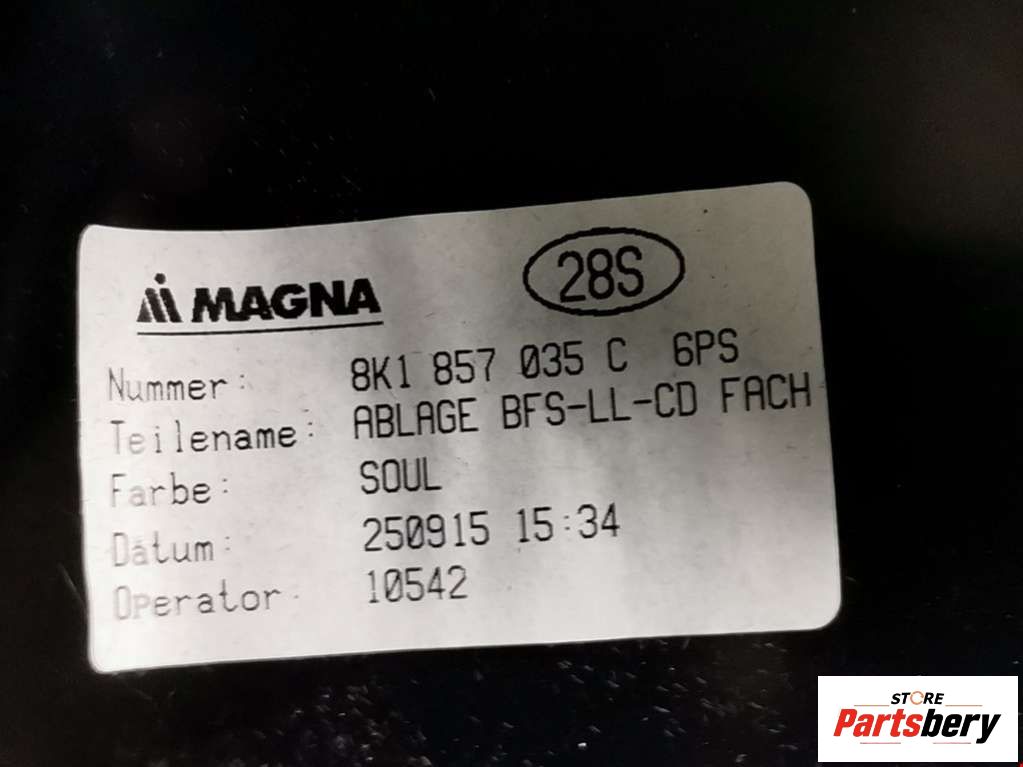 MAGNA
28S
Nummer: 8K1 857 035 C 6PS
Teilename: ABLAGE BFS-LL-CD FACH
Farbe: SOUL
Datum: 250915 15:34
Operator: 10542
STORE
Partsbery